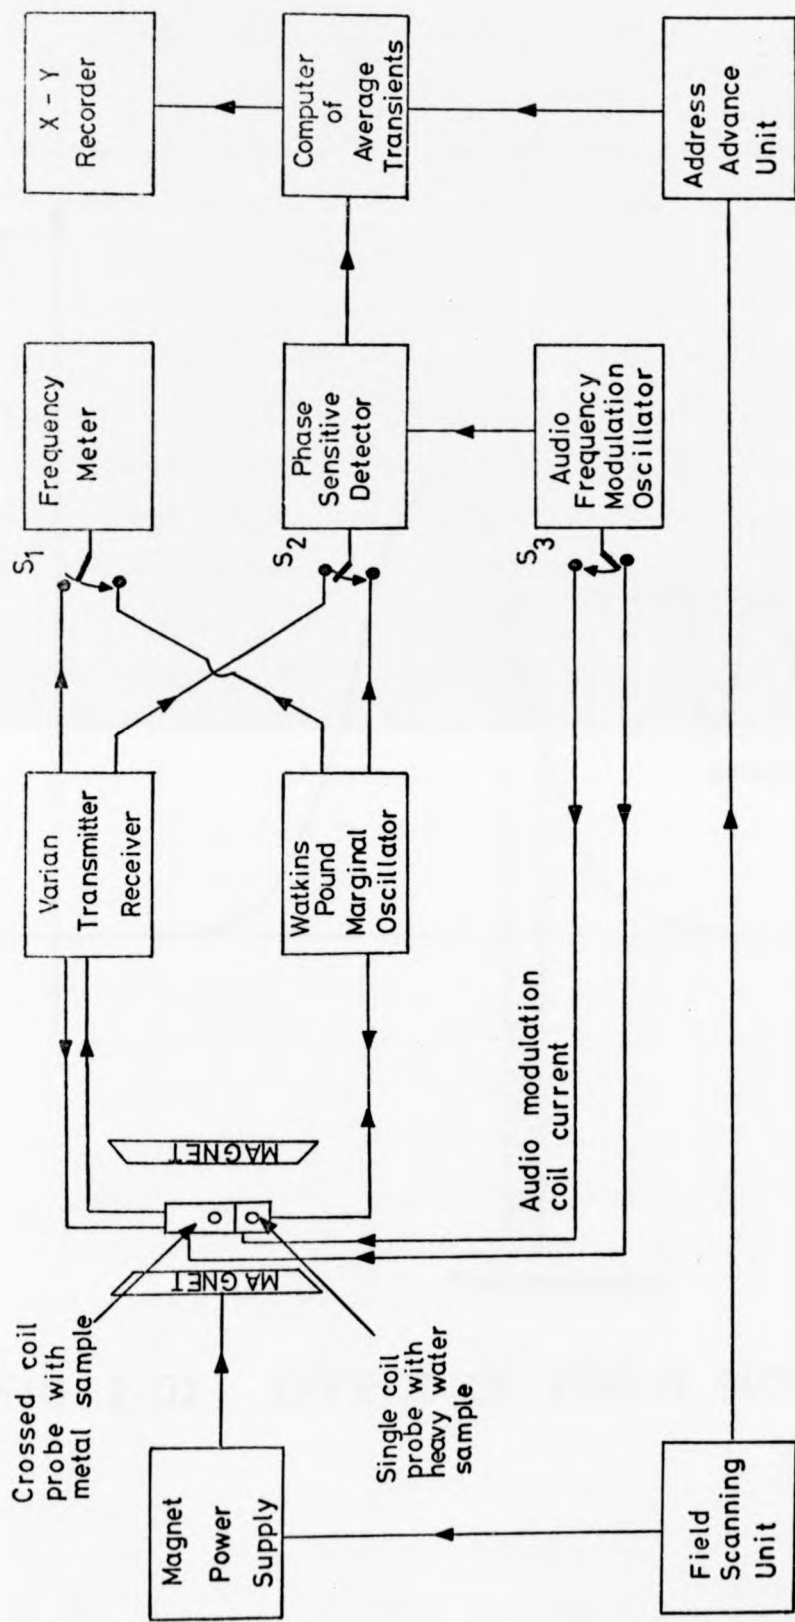 X - Y
Recorder
Computer
of
Average
Transients
Address
Advance
Unit
Frequency
Meter
S1
Phase
Sensitive
Detector
S2
Audio
Frequency
Modulation
Oscillator
S3
Varian
Transmitter
Receiver
Watkins
Pound
Marginal
Oscillator
Audio modulation
coil current
MAGNET
MAGNET
Crossed coil
probe with
metal sample
Single coil
probe with
heavy water
sample
Magnet
Power
Supply
Field
Scanning
Unit